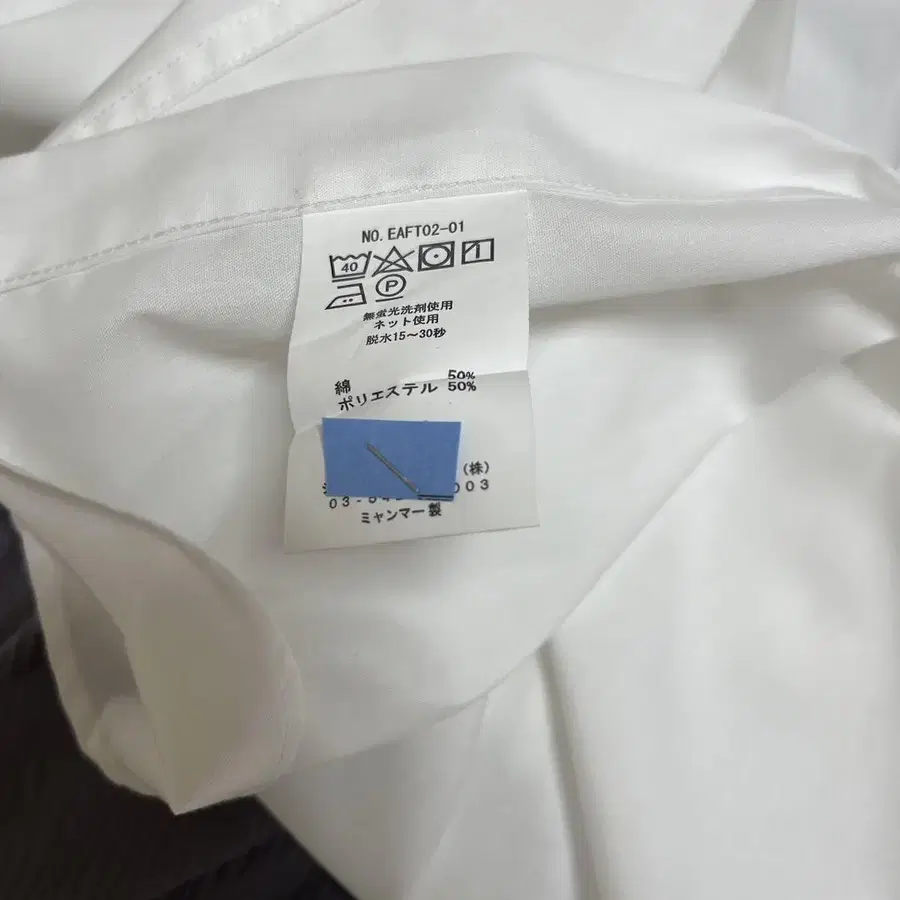 NO. EAFT02-01
40
P
無蛍光洗剤使用
ネット使用
脱水15〜30秒
綿 50%
ポリエステル 50%
(株)
003
ミャンマー製